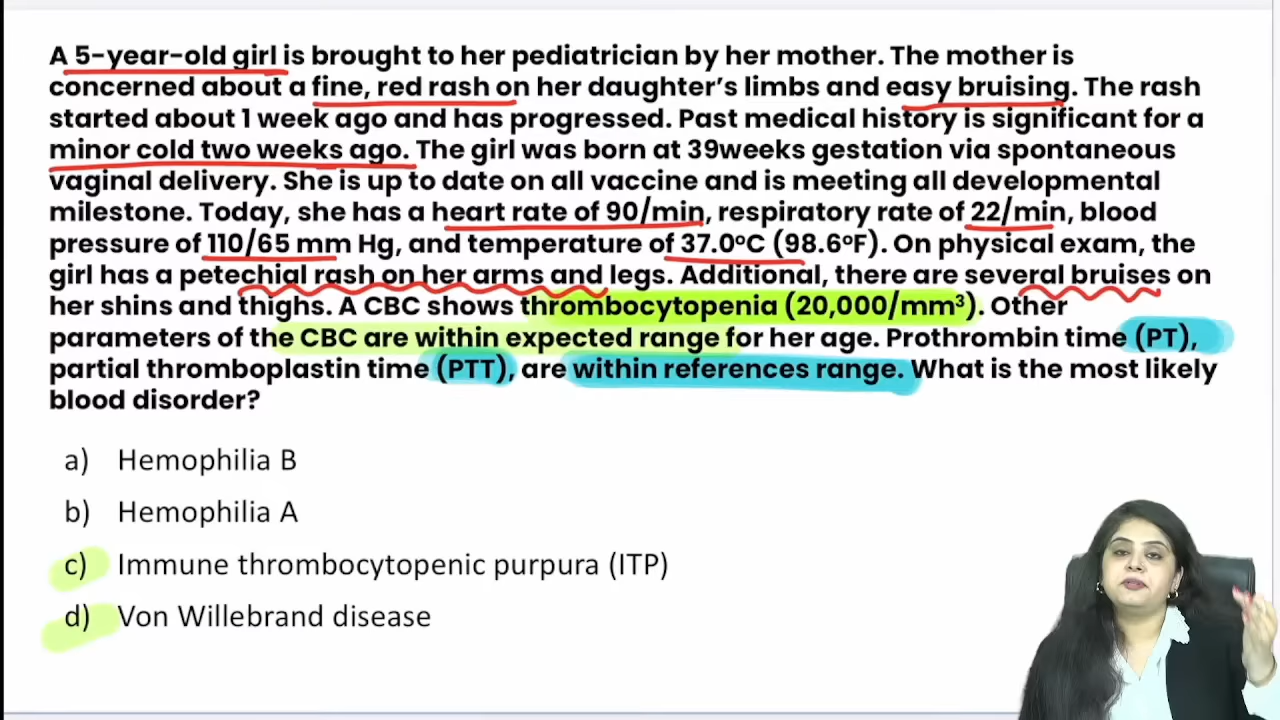 A 5-year-old girl is brought to her pediatrician by her mother. The mother is
concerned about a fine, red rash on her daughter's limbs and easy bruising. The rash
started about 1 week ago and has progressed. Past medical history is significant for a
minor cold two weeks ago. The girl was born at 39weeks gestation via spontaneous
vaginal delivery. She is up to date on all vaccine and is meeting all developmental
milestone. Today, she has a heart rate of 90/min, respiratory rate of 22/min, blood
pressure of 110/65 mm Hg, and temperature of 37.0ºC (98.6ºF). On physical exam, the
girl has a petechial rash on her arms and legs. Additional, there are several bruises on
her shins and thighs. A CBC shows thrombocytopenia (20,000/mm³). Other
parameters of the CBC are within expected range for her age. Prothrombin time (PT),
partial thromboplastin time (PTT), are within references range. What is the most likely
blood disorder?
a) Hemophilia B
b) Hemophilia A
c) Immune thrombocytopenic purpura (ITP)
d) Von Willebrand disease